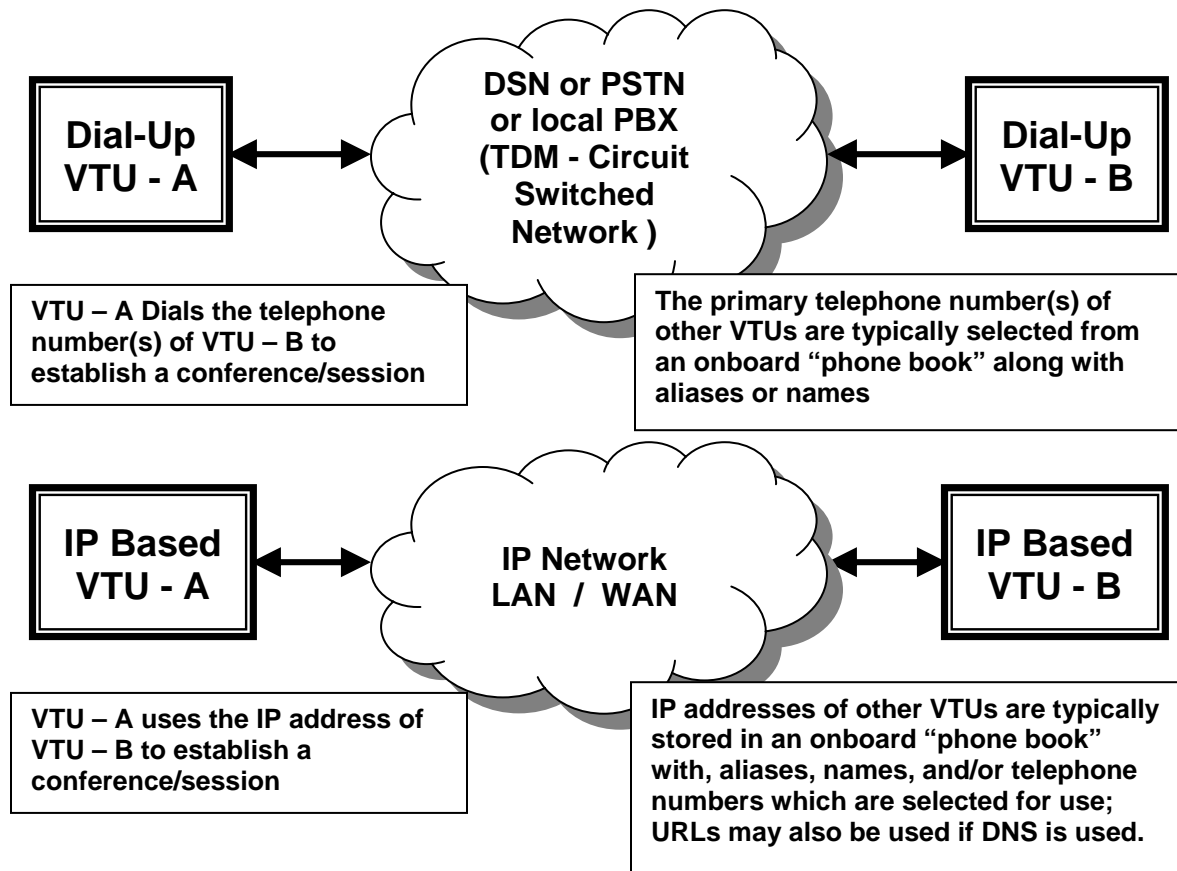 Dial-Up
VTU - A
DSN or PSTN
or local PBX
(TDM - Circuit
Switched
Network )
Dial-Up
VTU - B
VTU – A Dials the telephone
number(s) of VTU – B to
establish a conference/session
The primary telephone number(s) of
other VTUs are typically selected from
an onboard “phone book” along with
aliases or names
IP Based
VTU - A
IP Network
LAN / WAN
IP Based
VTU - B
VTU – A uses the IP address of
VTU – B to establish a
conference/session
IP addresses of other VTUs are typically
stored in an onboard “phone book”
with, aliases, names, and/or telephone
numbers which are selected for use;
URLs may also be used if DNS is used.